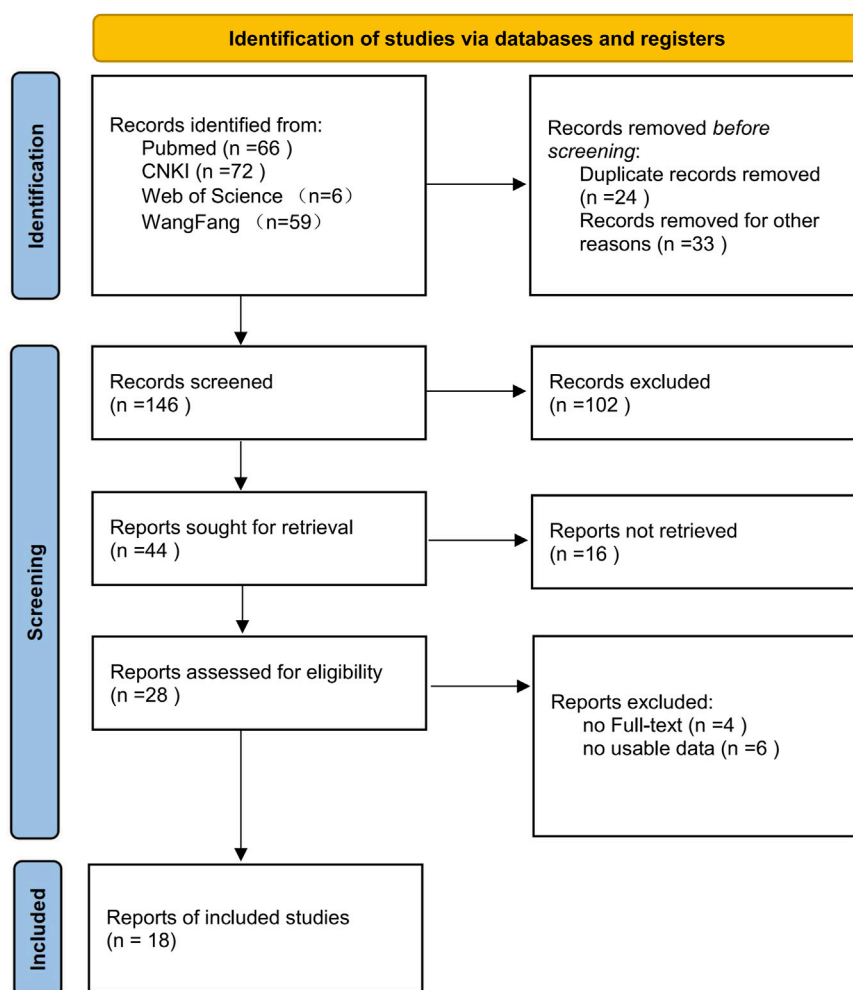 Identification of studies via databases and registers
Identification
Records identified from:
Pubmed (n =66 )
CNKI (n =72 )
Web of Science （n=6）
WangFang （n=59）
Records removed before
screening:
Duplicate records removed
(n =24 )
Records removed for other
reasons (n =33 )
Screening
Records screened
(n =146 )
Records excluded
(n =102 )
Reports sought for retrieval
(n =44 )
Reports not retrieved
(n =16 )
Reports assessed for eligibility
(n =28 )
Reports excluded:
no Full-text (n =4 )
no usable data (n =6 )
Included
Reports of included studies
(n = 18)